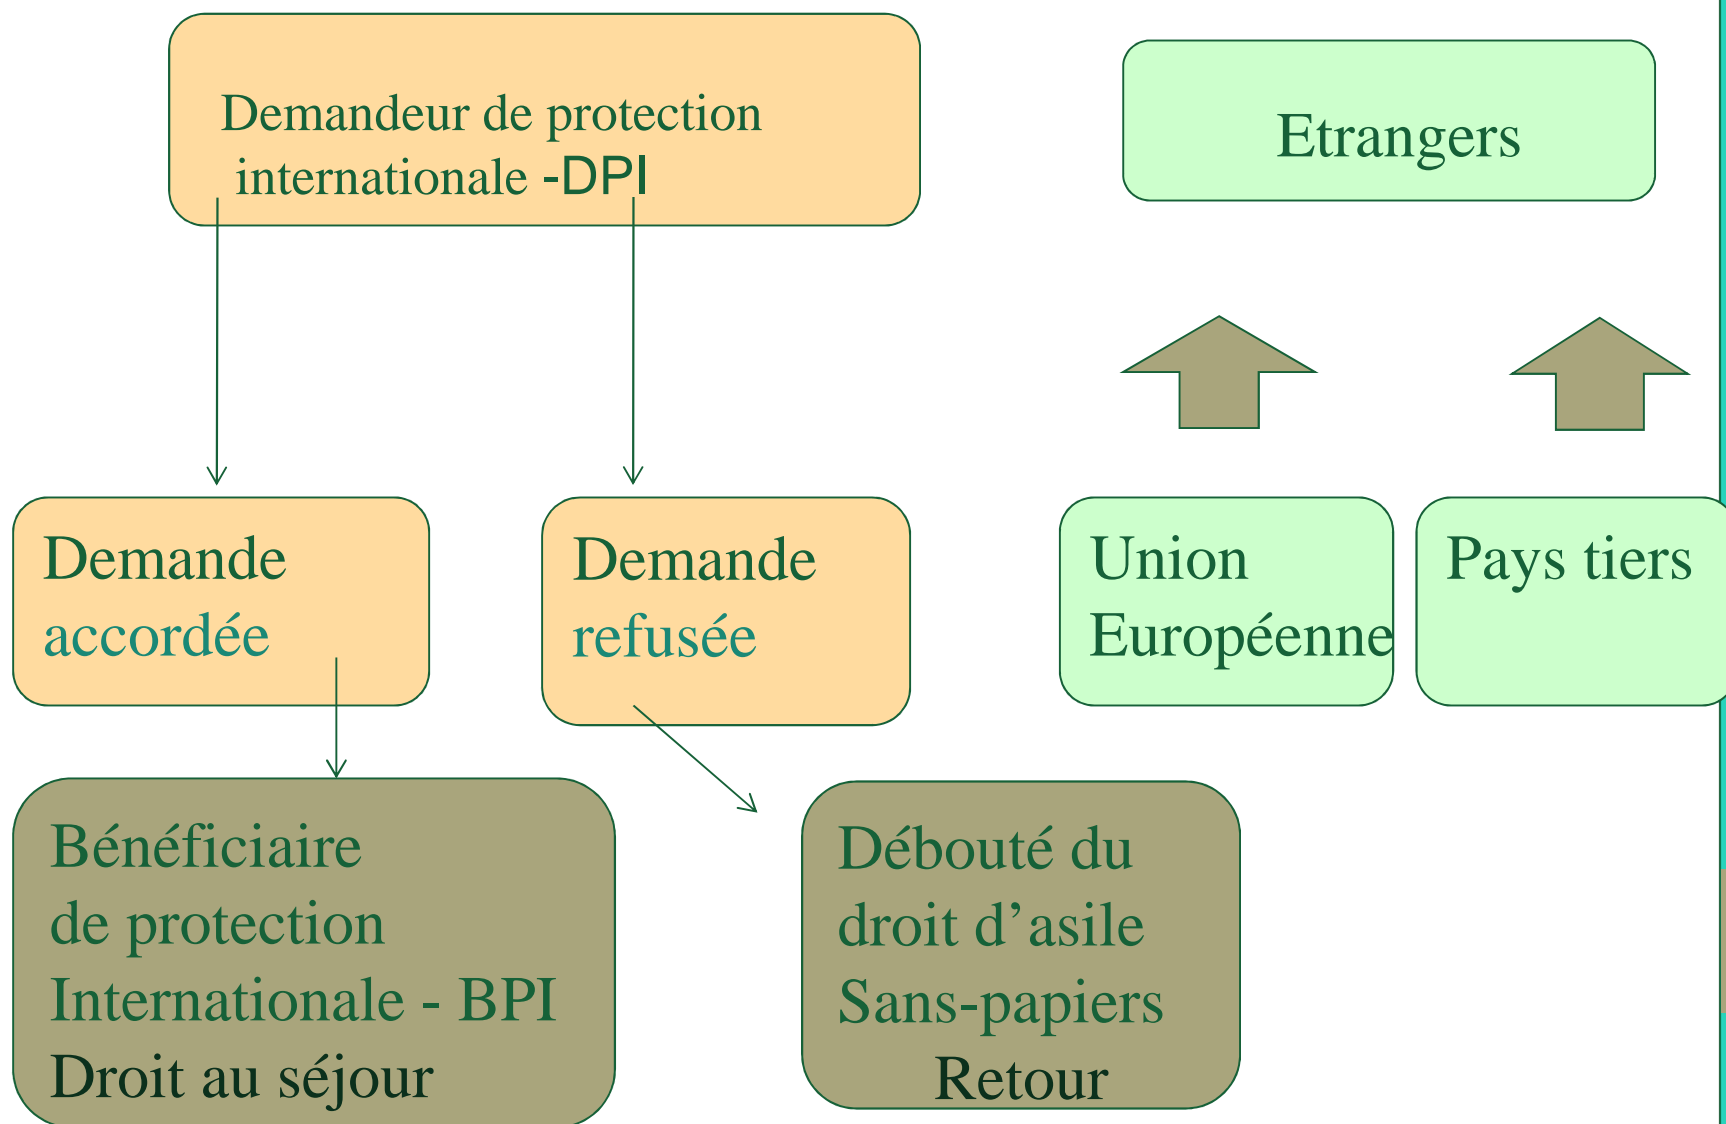 Demandeur de protection
internationale -DPI
Etrangers
Demande
accordée
Demande
refusée
Union
Européenne
Pays tiers
Bénéficiaire
de protection
Internationale - BPI
Droit au séjour
Débouté du
droit d’asile
Sans-papiers
Retour